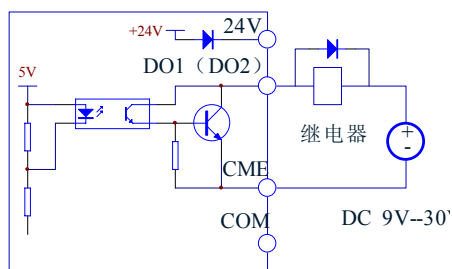 +24V
24V
DO1（DO2）
5V
继电器
+
-
CME
COM
DC 9V--30V